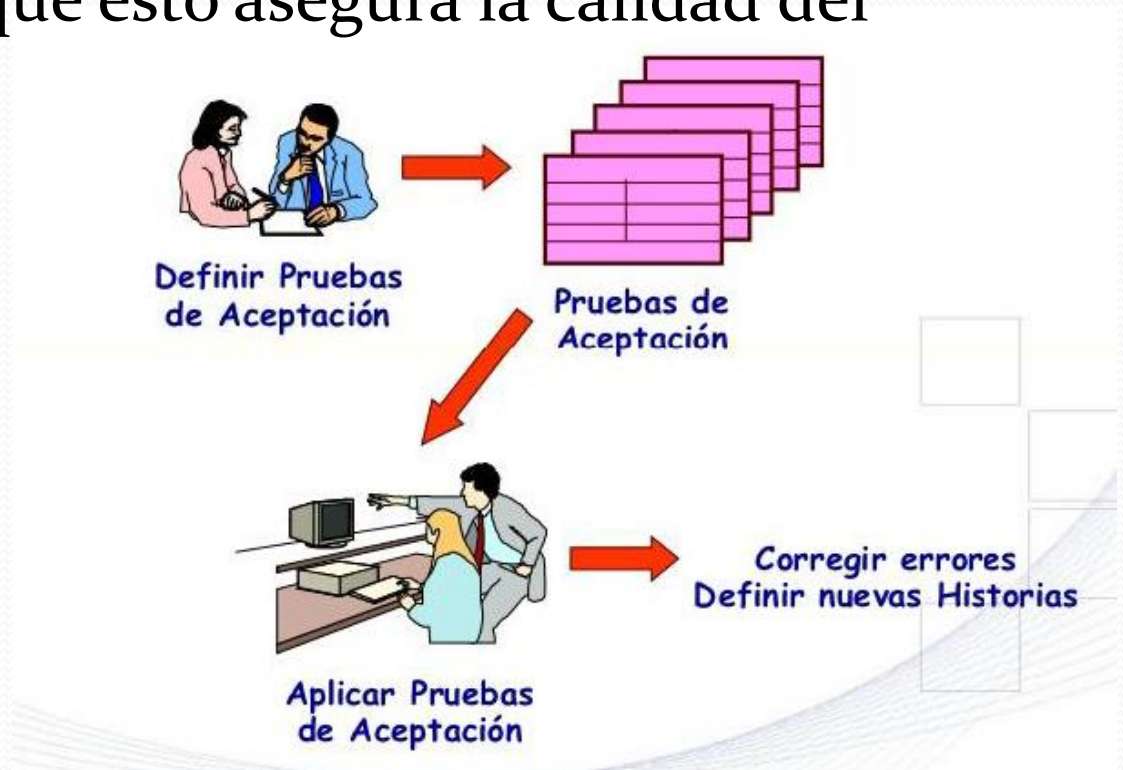 que esto asegura la calidad del
Definir Pruebas
de Aceptación
Pruebas de
Aceptación
Aplicar Pruebas
de Aceptación
Corregir errores
Definir nuevas Historias